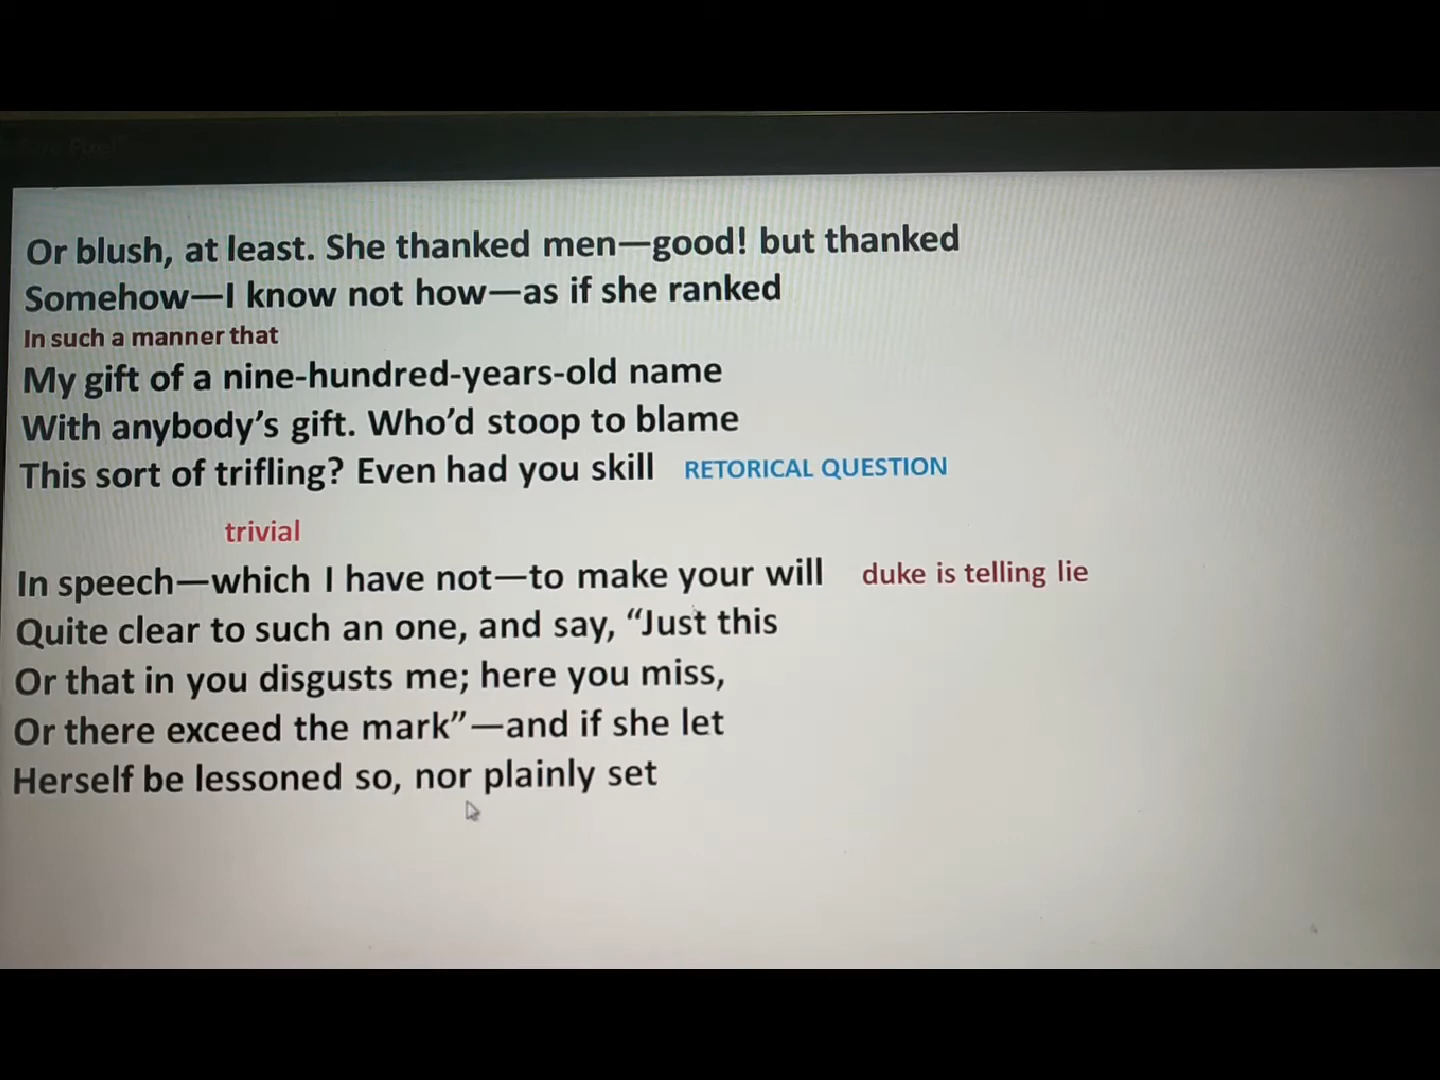 Or blush, at least. She thanked men—good! but thanked
Somehow—I know not how—as if she ranked
In such a manner that
My gift of a nine-hundred-years-old name
With anybody's gift. Who'd stoop to blame
This sort of trifling? Even had you skill RETORICAL QUESTION
trivial
In speech—which I have not—to make your will duke is telling lie
Quite clear to such an one, and say, “Just this
Or that in you disgusts me; here you miss,
Or there exceed the mark”—and if she let
Herself be lessoned so, nor plainly set